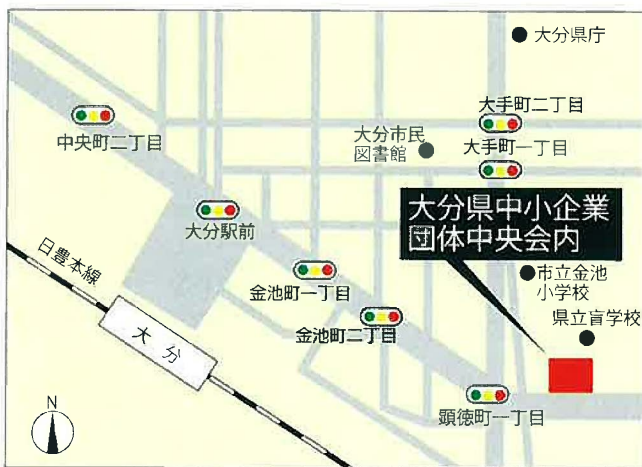 大分県庁
大手町二丁目
中央町二丁目
大分市民
図書館
大手町一丁目
大分県中小企業
団体中央会内
大分駅前
日豊本線
市立金池
小学校
金池町一丁目
県立盲学校
金池町二丁目
大分
顕徳町一丁目
N